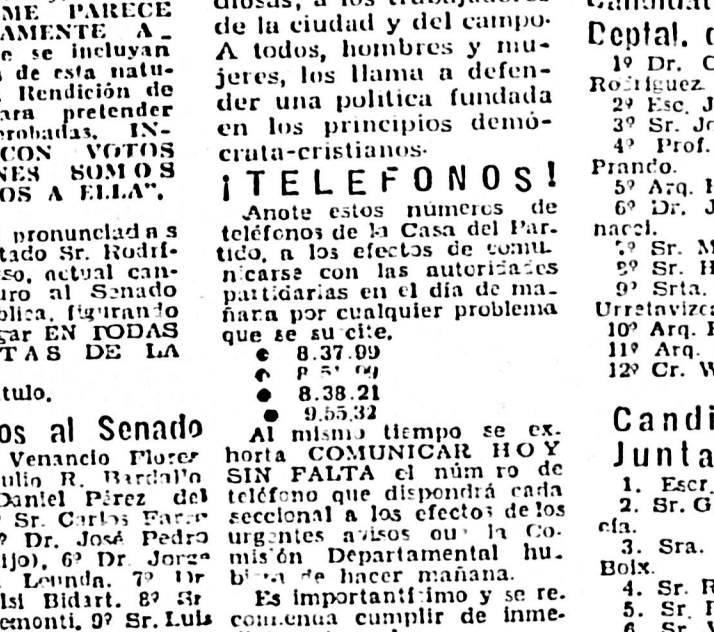 ME PARECE
AMENTE A
se incluyan
de esta natu-
Rendición de
para pretender
probadas, IN-
CON VOTOS
NES SOMOS
OS A ELLA".
pronunciadas
tado Sr. Rodrí-
so, actual can-
uro al Senado
blica, figurando
gar EN TODAS
TAS DE LA
tulo.
os al Senado
Venancio Flores
ulio R.
Daniel Pérez del
Sr. Carlos
Dr. José Pedro
ijo), 6º Dr. Jorge
7º Dr
lsi Bidart. 8º Sr
emonti, 9º Sr. Luis
diosas, a los trabajadores
de la ciudad y del campo.
A todos, hombres y mu-
jeres, los llama a defen-
der una política fundada
en los principios demó-
crata-cristianos.
¡TELEFONOS!
Anote estos números de
teléfonos de la Casa del Par-
tido, a los efectos de comu-
nicarse con las autoridades
partidarias en el día de ma-
ñana por cualquier problema
que se suscite.
● 8.37.99
● 8.38.21
● 9.55.32
Al mismo tiempo se ex-
horta COMUNICAR HOY
SIN FALTA el núm ro de
teléfono que dispondrá cada
seccional a los efectos de los
urgentes avisos que la Co-
misión Departamental hu-
biera de hacer mañana.
Es importantísimo y se re-
comienda cumplir de inme-
Candidat
Deptal. d
1º Dr. C
Rodríguez.
2º Esc. J
3º Sr. Jo
4º Prof.
Prando.
5º Arq. H
6º Dr. J
nacci.
7º Sr. M
8º Sr. H
9º Srta.
Urretavizca
10º Arq. H
11º Arq.
12º Cr. W
Candi
Junta
1. Escr.
2. Sr. G
cía.
3. Sra.
Boix.
4. Sr. R
5. Sr. F
6. Sr. V